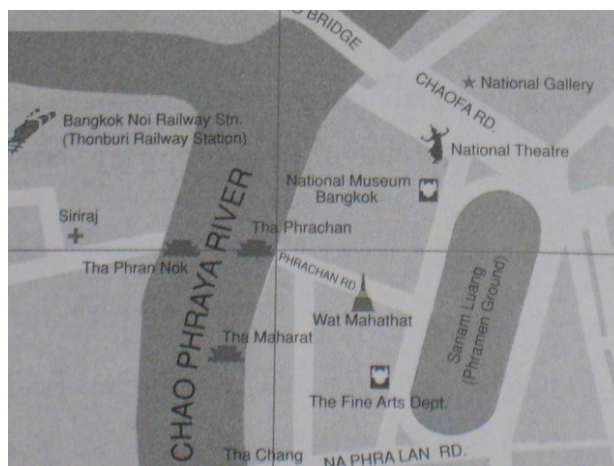 BRIDGE
CHAOFA RD.
National Gallery
Bangkok Noi Railway Stn.
(Thonburi Railway Station)
National Theatre
National Museum
Bangkok
Siriraj
Tha Phrachan
Tha Phran Nok
PHRACHAN RD
CHAO PHRAYA RIVER
Wat Mahathat
Sanam Luang
(Phramen Ground)
Tha Maharat
The Fine Arts Dept.
Tha Chang
NA PHRA LAN RD.